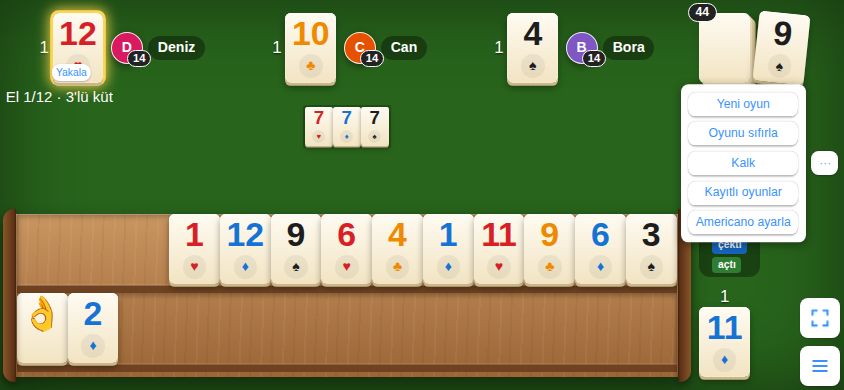 1 12 Yakala D 14 Deniz
1 10 C 14 Can
1 4 B 14 Bora
44 9
El 1/12 · 3'lü küt
7 7 7
Yeni oyun
Oyunu sıfırla
Kalk
Kayıtlı oyunlar
Americano ayarla
...
çekti
açtı
1 12 9 6 4 1 11 9 6 3
2
1
11